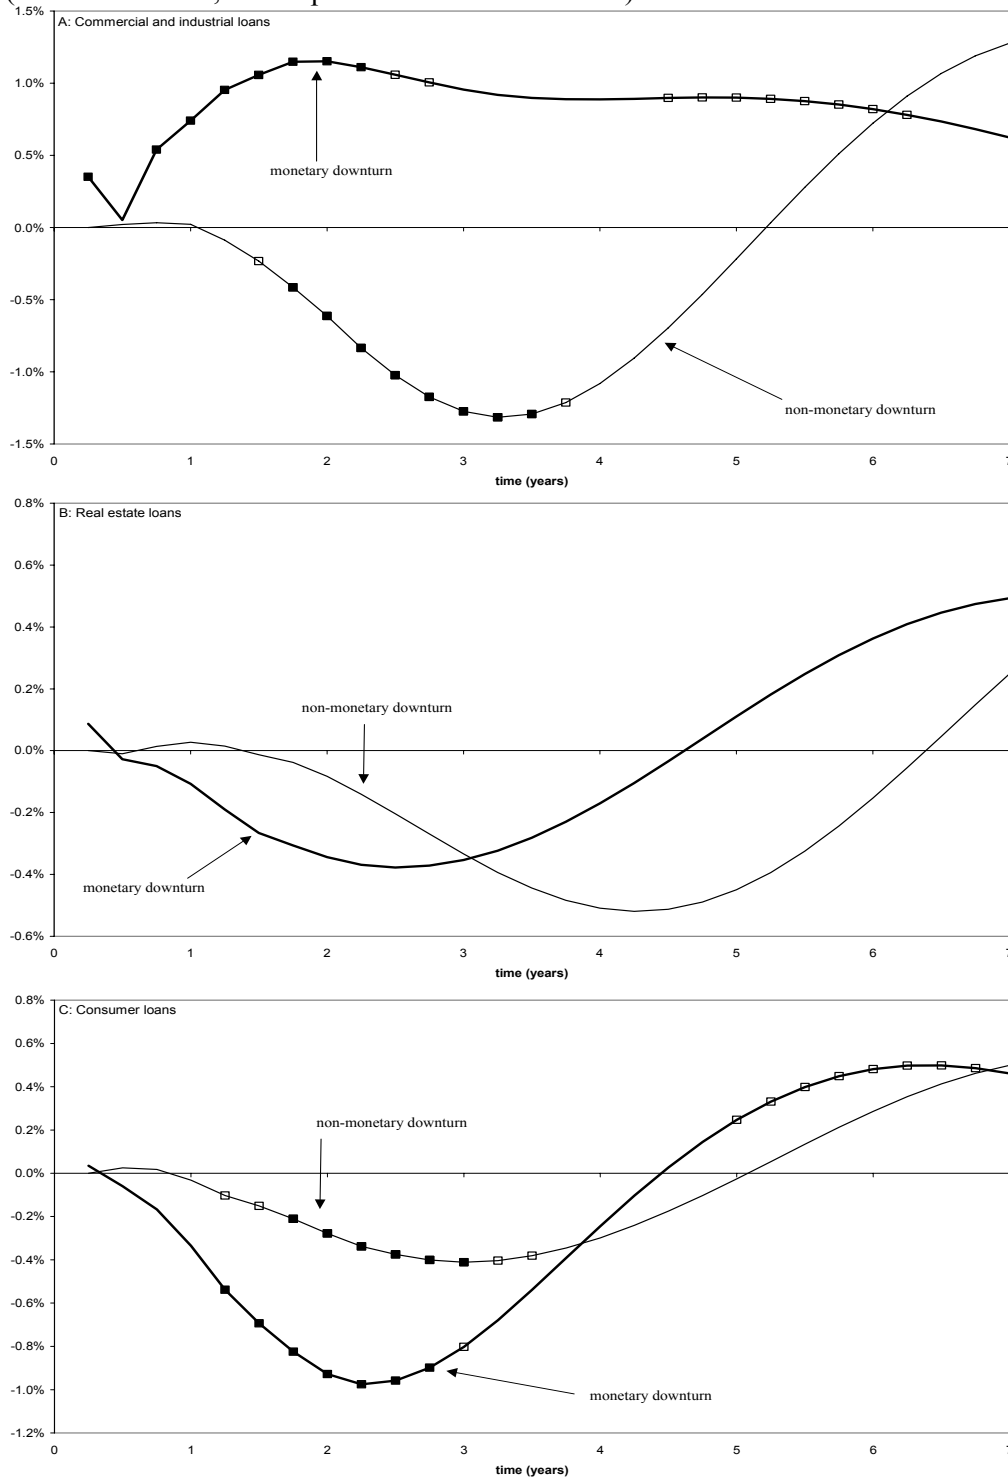 1.5%
A: Commercial and industrial loans
1.0%
monetary downturn
0.5%
0.0%
-0.5%
-1.0%
non-monetary downturn
-1.5%
0 1 2 3 4 5 6
time (years)
0.8%
B: Real estate loans
0.6%
0.4%
0.2%
non-monetary downturn
0.0%
-0.2%
-0.4%
monetary downturn
-0.6%
0 1 2 3 4 5 6
time (years)
0.8%
C: Consumer loans
0.6%
0.4%
0.2%
non-monetary downturn
0.0%
-0.2%
-0.4%
-0.6%
-0.8%
-1.0%
monetary downturn
-1.2%
0 1 2 3 4 5 6
time (years)